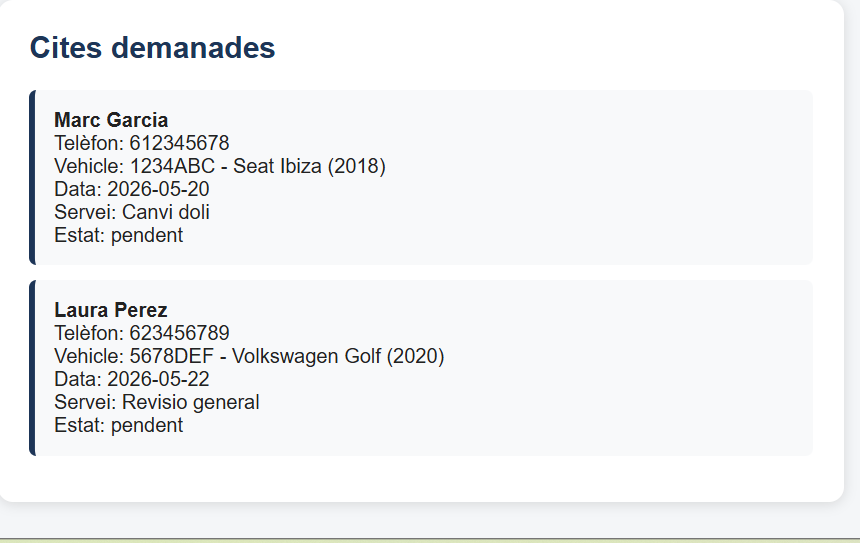 Cites demanades
Marc Garcia
Telèfon: 612345678
Vehicle: 1234ABC - Seat Ibiza (2018)
Data: 2026-05-20
Servei: Canvi doli
Estat: pendent
Laura Perez
Telèfon: 623456789
Vehicle: 5678DEF - Volkswagen Golf (2020)
Data: 2026-05-22
Servei: Revisio general
Estat: pendent